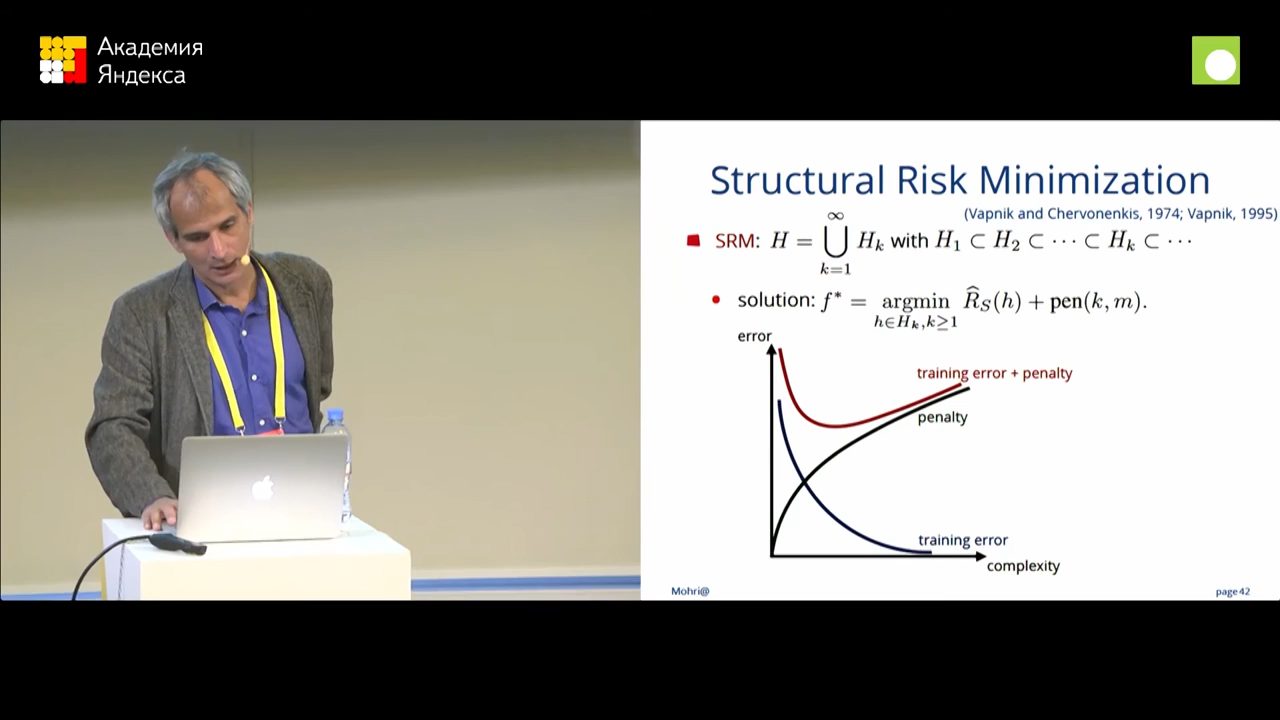 Академия
Яндекса
Structural Risk Minimization
(Vapnik and Chervonenkis, 1974; Vapnik, 1995)
SRM: H = ⋃_{k=1}^{∞} H_k with H_1 ⊂ H_2 ⊂ ··· ⊂ H_k ⊂ ···
solution: f* = argmin_{h∈H_k, k≥1} R̂_S(h) + pen(k, m).
error
training error + penalty
penalty
training error
complexity
Mohri@
page 42